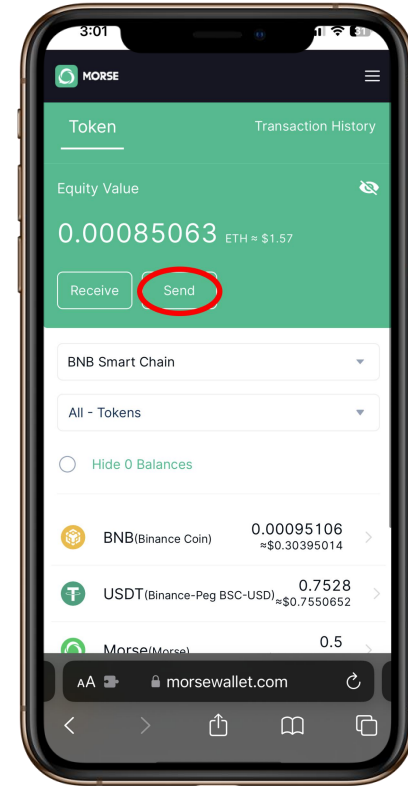 3:01
31
MORSE
Token Transaction History
Equity Value
0.00085063 ETH ≈ $1.57
Receive Send
BNB Smart Chain
All - Tokens
Hide 0 Balances
BNB(Binance Coin) 0.00095106
≈$0.30395014
USDT(Binance-Peg BSC-USD) 0.7528
≈$0.7550652
Morse(Morse) 0.5
AA morsewallet.com